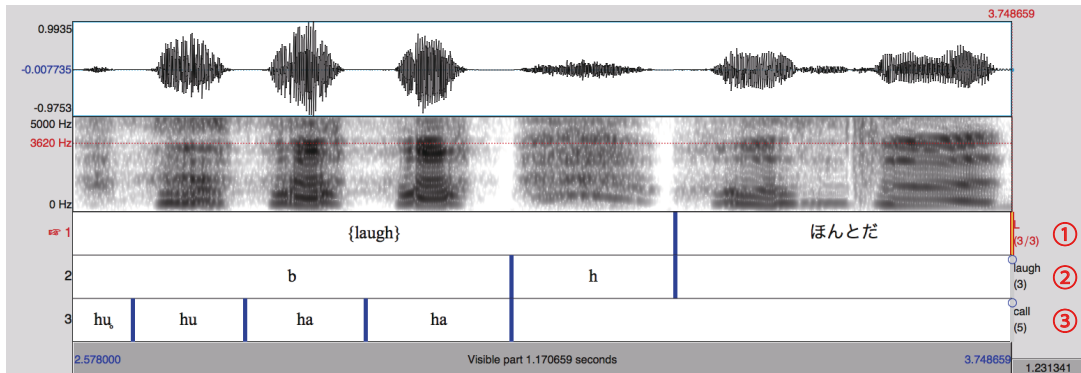 3.748659
0.9935
-0.007735
-0.9753
5000 Hz
3620 Hz
0 Hz
☞ 1 {laugh} ほんとだ L (3/3) ①
2 b h laugh (3) ②
3 hu̥ hu ha ha call (5) ③
2.578000 Visible part 1.170659 seconds 3.748659
1.231341